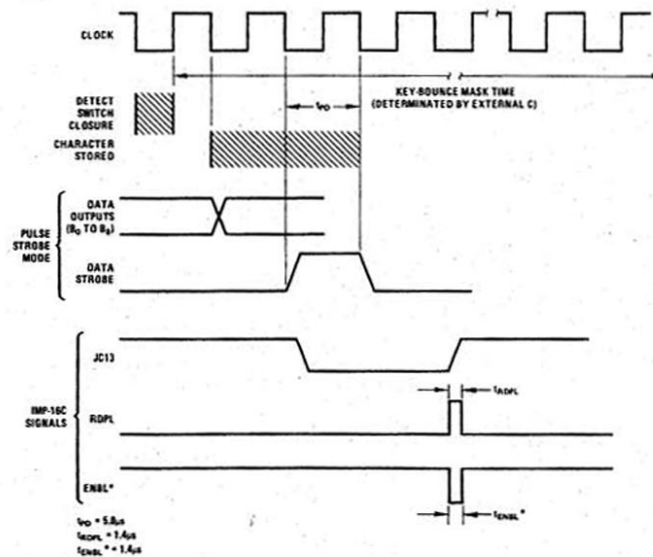 CLOCK
KEY-BOUNCE MASK TIME
(DETERMINATED BY EXTERNAL C)
tPD
DETECT
SWITCH
CLOSURE
CHARACTER
STORED
PULSE
STROBE
MODE
DATA
OUTPUTS
(B0 TO B8)
DATA
STROBE
IMP-16C
SIGNALS
JC13
tRDPL
RDPL
ENBL*
tENBL*
tPD = 5.8µs
tRDPL = 1.4µs
tENBL* = 1.4µs